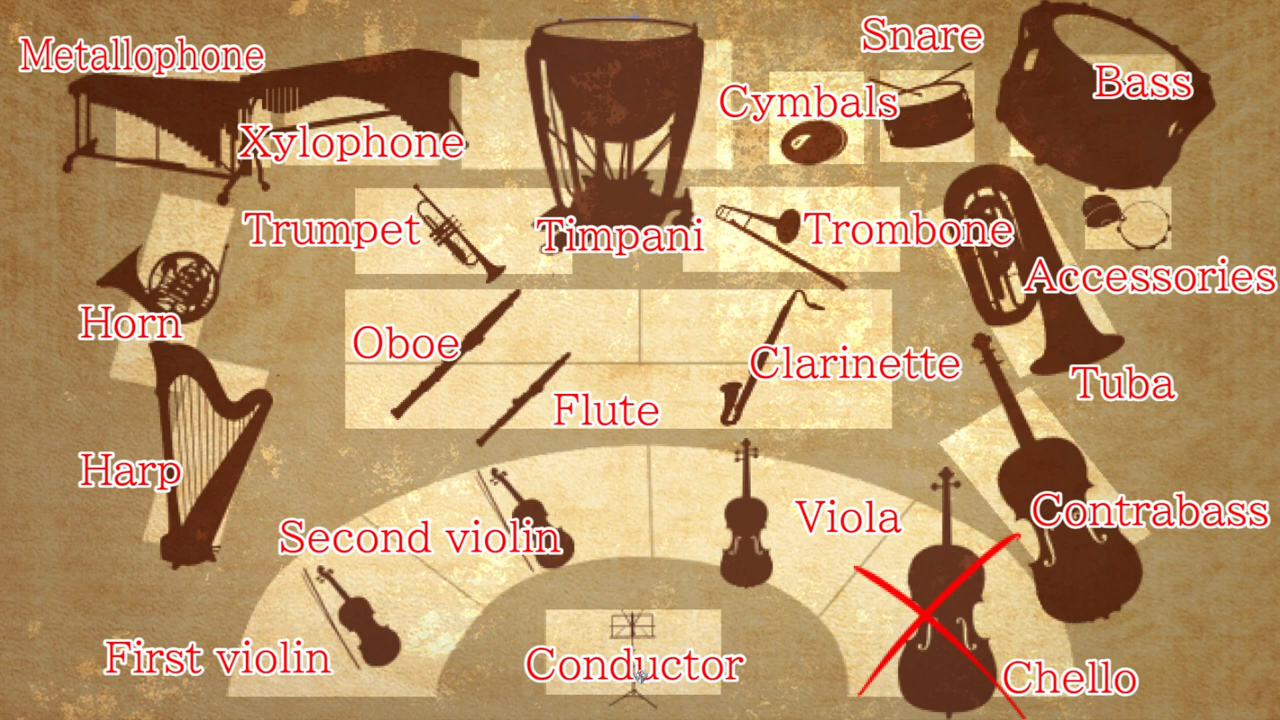 Snare
Metallophone
Bass
Cymbals
Xylophone
Trumpet
Timpani
Trombone
Accessories
Horn
Oboe
Clarinette
Tuba
Flute
Harp
Contrabass
Viola
Second violin
First violin
Conductor
Chello